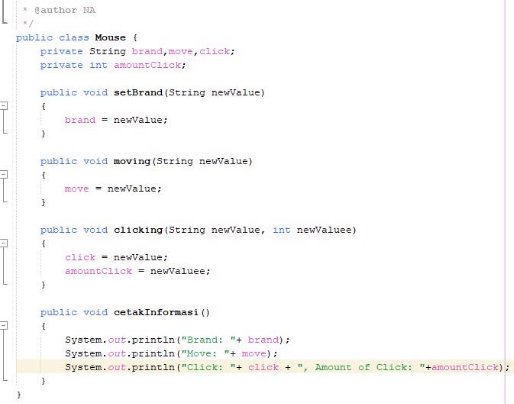 * @author NA
*/
public class Mouse {
private String brand,move,click;
private int amountClick;
public void setBrand(String newValue)
{
brand = newValue;
}
public void moving(String newValue)
{
move = newValue;
}
public void clicking(String newValue, int newValuee)
{
click = newValue;
amountClick = newValuee;
}
public void cetakInformasi()
{
System.out.println("Brand: "+ brand);
System.out.println("Move: "+ move);
System.out.println("Click: "+ click + ", Amount of Click: "+amountClick);
}
}